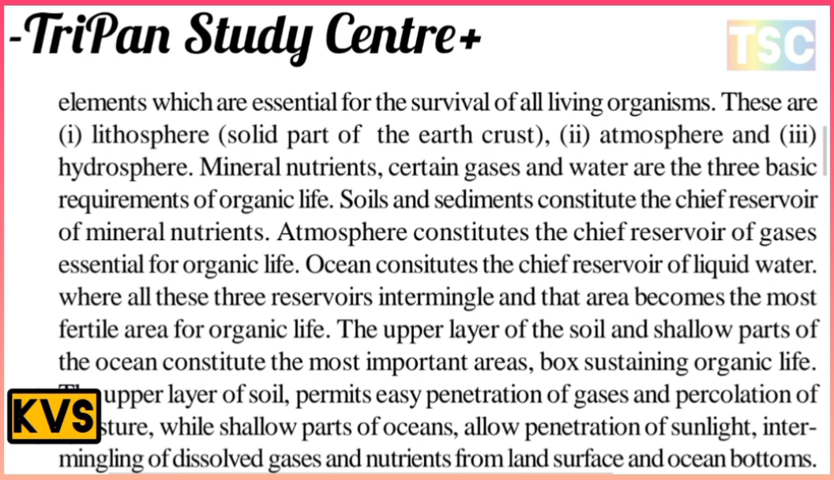 -TriPan Study Centre+
TSC
elements which are essential for the survival of all living organisms. These are
(i) lithosphere (solid part of the earth crust), (ii) atmosphere and (iii)
hydrosphere. Mineral nutrients, certain gases and water are the three basic
requirements of organic life. Soils and sediments constitute the chief reservoir
of mineral nutrients. Atmosphere constitutes the chief reservoir of gases
essential for organic life. Ocean consitutes the chief reservoir of liquid water.
where all these three reservoirs intermingle and that area becomes the most
fertile area for organic life. The upper layer of the soil and shallow parts of
the ocean constitute the most important areas, box sustaining organic life.
upper layer of soil, permits easy penetration of gases and percolation of
KVS
sture, while shallow parts of oceans, allow penetration of sunlight, inter-
mingling of dissolved gases and nutrients from land surface and ocean bottoms.